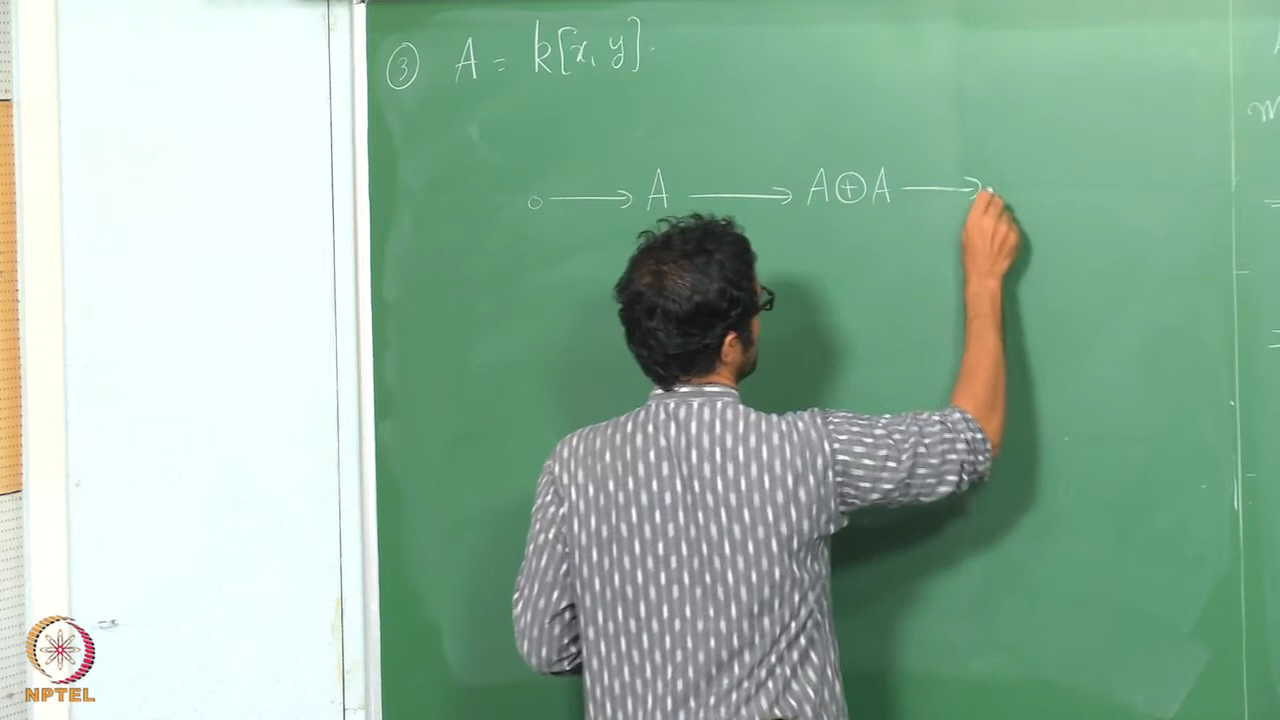 ③ A = k[x, y].
0 ⟶ A ⟶ A ⊕ A ⟶
NPTEL